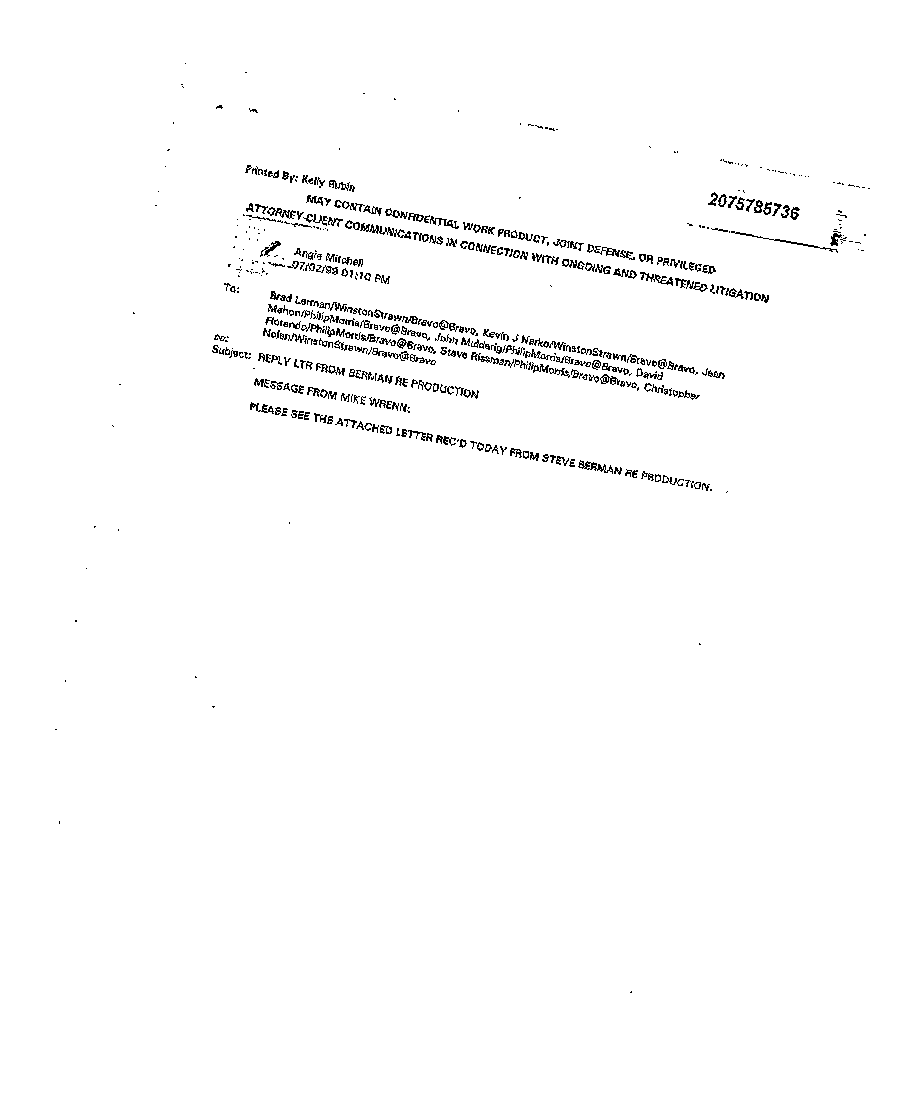 Printed By: Kelly Rubin
2075785736
MAY CONTAIN CONFIDENTIAL WORK PRODUCT, JOINT DEFENSE, OR PRIVILEGED
ATTORNEY-CLIENT COMMUNICATIONS IN CONNECTION WITH ONGOING AND THREATENED LITIGATION
Angie Mitchell
07/02/99 01:10 PM
To:
Brad Lerman/WinstonStrawn/Bravo@Bravo, Kevin J Narko/WinstonStrawn/Bravo@Bravo, Jean
Mahon/PhilipMorris/Bravo@Bravo, John Mulderig/PhilipMorris/Bravo@Bravo, David
Rotendo/PhilipMorris/Bravo@Bravo, Steve Rissman/PhilipMorris/Bravo@Bravo, Christopher
Nolan/WinstonStrawn/Bravo@Bravo
cc:
Subject: REPLY LTR FROM BERMAN RE PRODUCTION
MESSAGE FROM MIKE WRENN:
PLEASE SEE THE ATTACHED LETTER REC'D TODAY FROM STEVE BERMAN RE PRODUCTION.